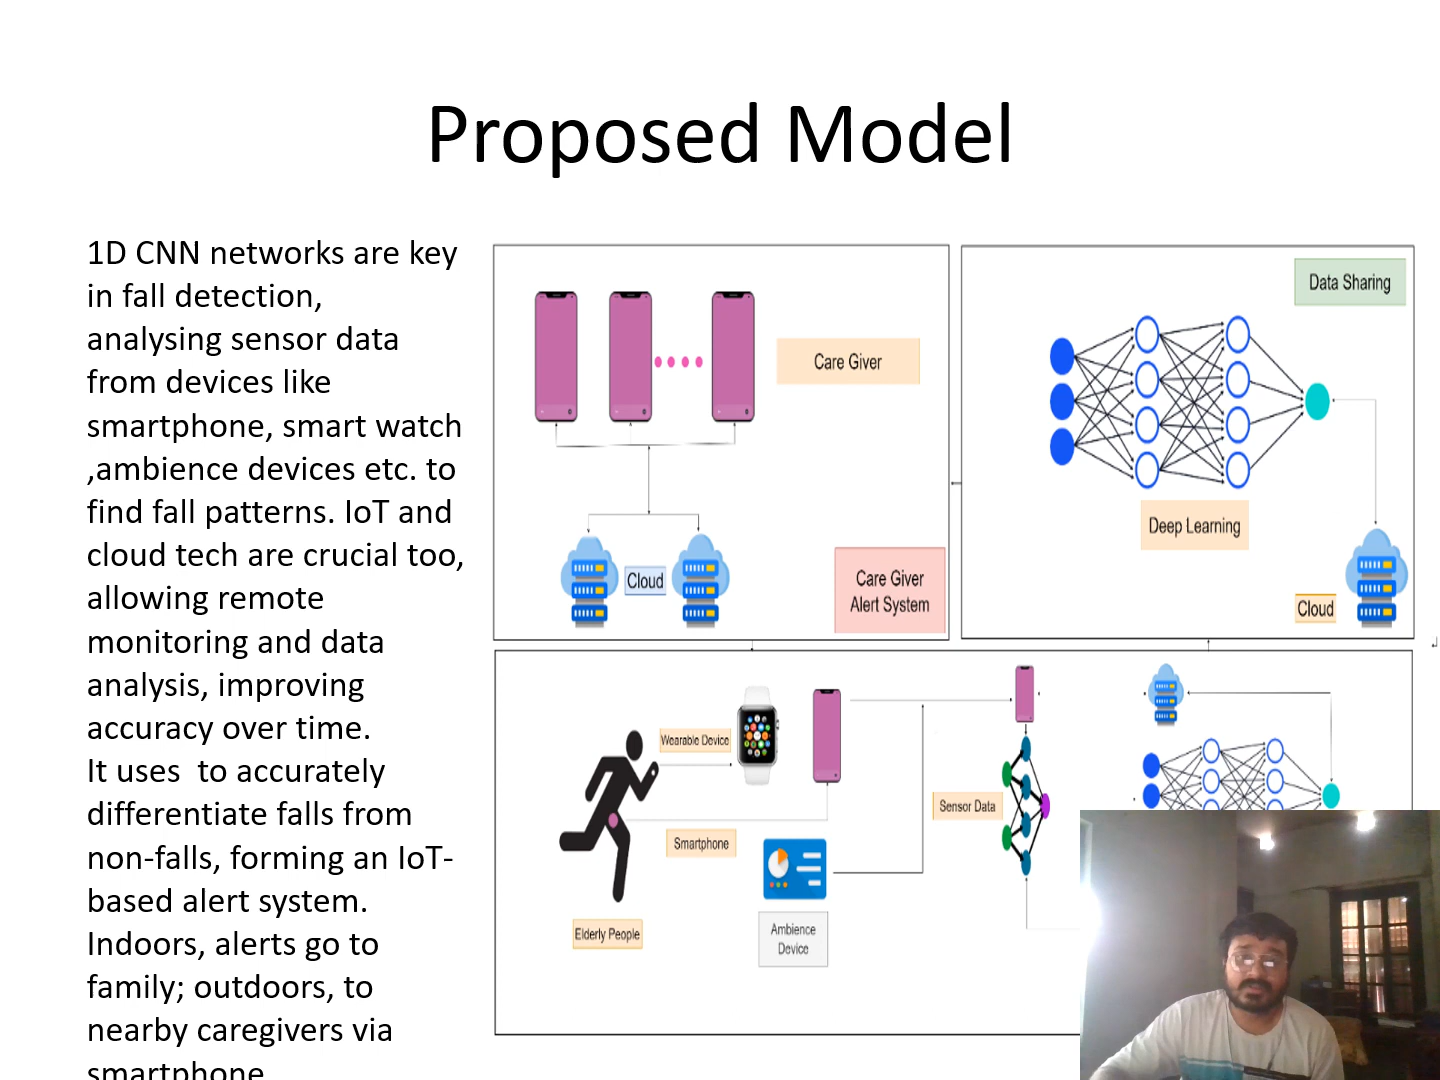 Proposed Model
1D CNN networks are key
in fall detection,
analysing sensor data
from devices like
smartphone, smart watch
,ambience devices etc. to
find fall patterns. IoT and
cloud tech are crucial too,
allowing remote
monitoring and data
analysis, improving
accuracy over time.
It uses  to accurately
differentiate falls from
non-falls, forming an IoT-
based alert system.
Indoors, alerts go to
family; outdoors, to
nearby caregivers via
smartphone
Care Giver
Cloud
Care Giver
Alert System
Data Sharing
Deep Learning
Cloud
Wearable Device
Smartphone
Elderly People
Ambience
Device
Sensor Data